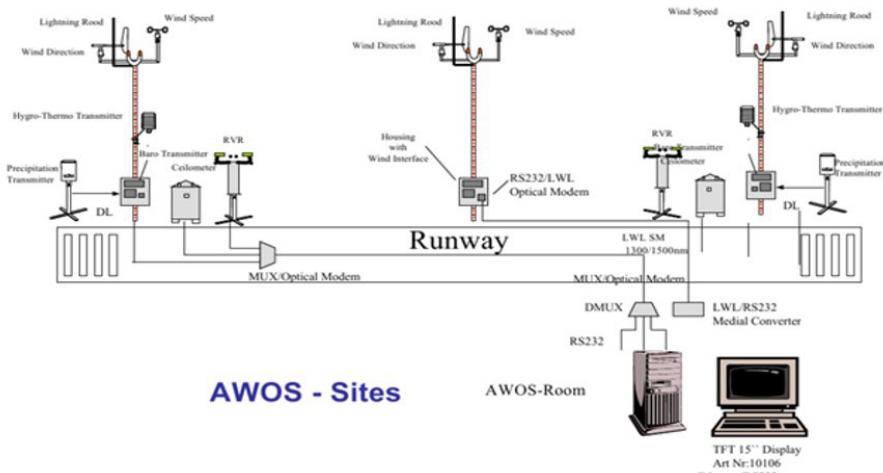 Lightning Rood
Wind Speed
Wind Direction
Hygro-Thermo Transmitter
Baro Transmitter
Ceilometer
RVR
Precipitation
Transmitter
DL
Lightning Rood
Wind Speed
Wind Direction
Housing
with
Wind Interface
RS232/LWL
Optical Modem
Wind Speed
Lightning Rood
Wind Direction
Hygro-Thermo Transmitter
RVR
Baro Transmitter
Ceilometer
Precipitation
Transmitter
DL
Runway
LWL SM
1300/1500nm
MUX/Optical Modem
MUX/Optical Modem
DMUX
LWL/RS232
Medial Converter
RS232
AWOS - Sites
AWOS-Room
TFT 15`` Display
Art Nr:10106